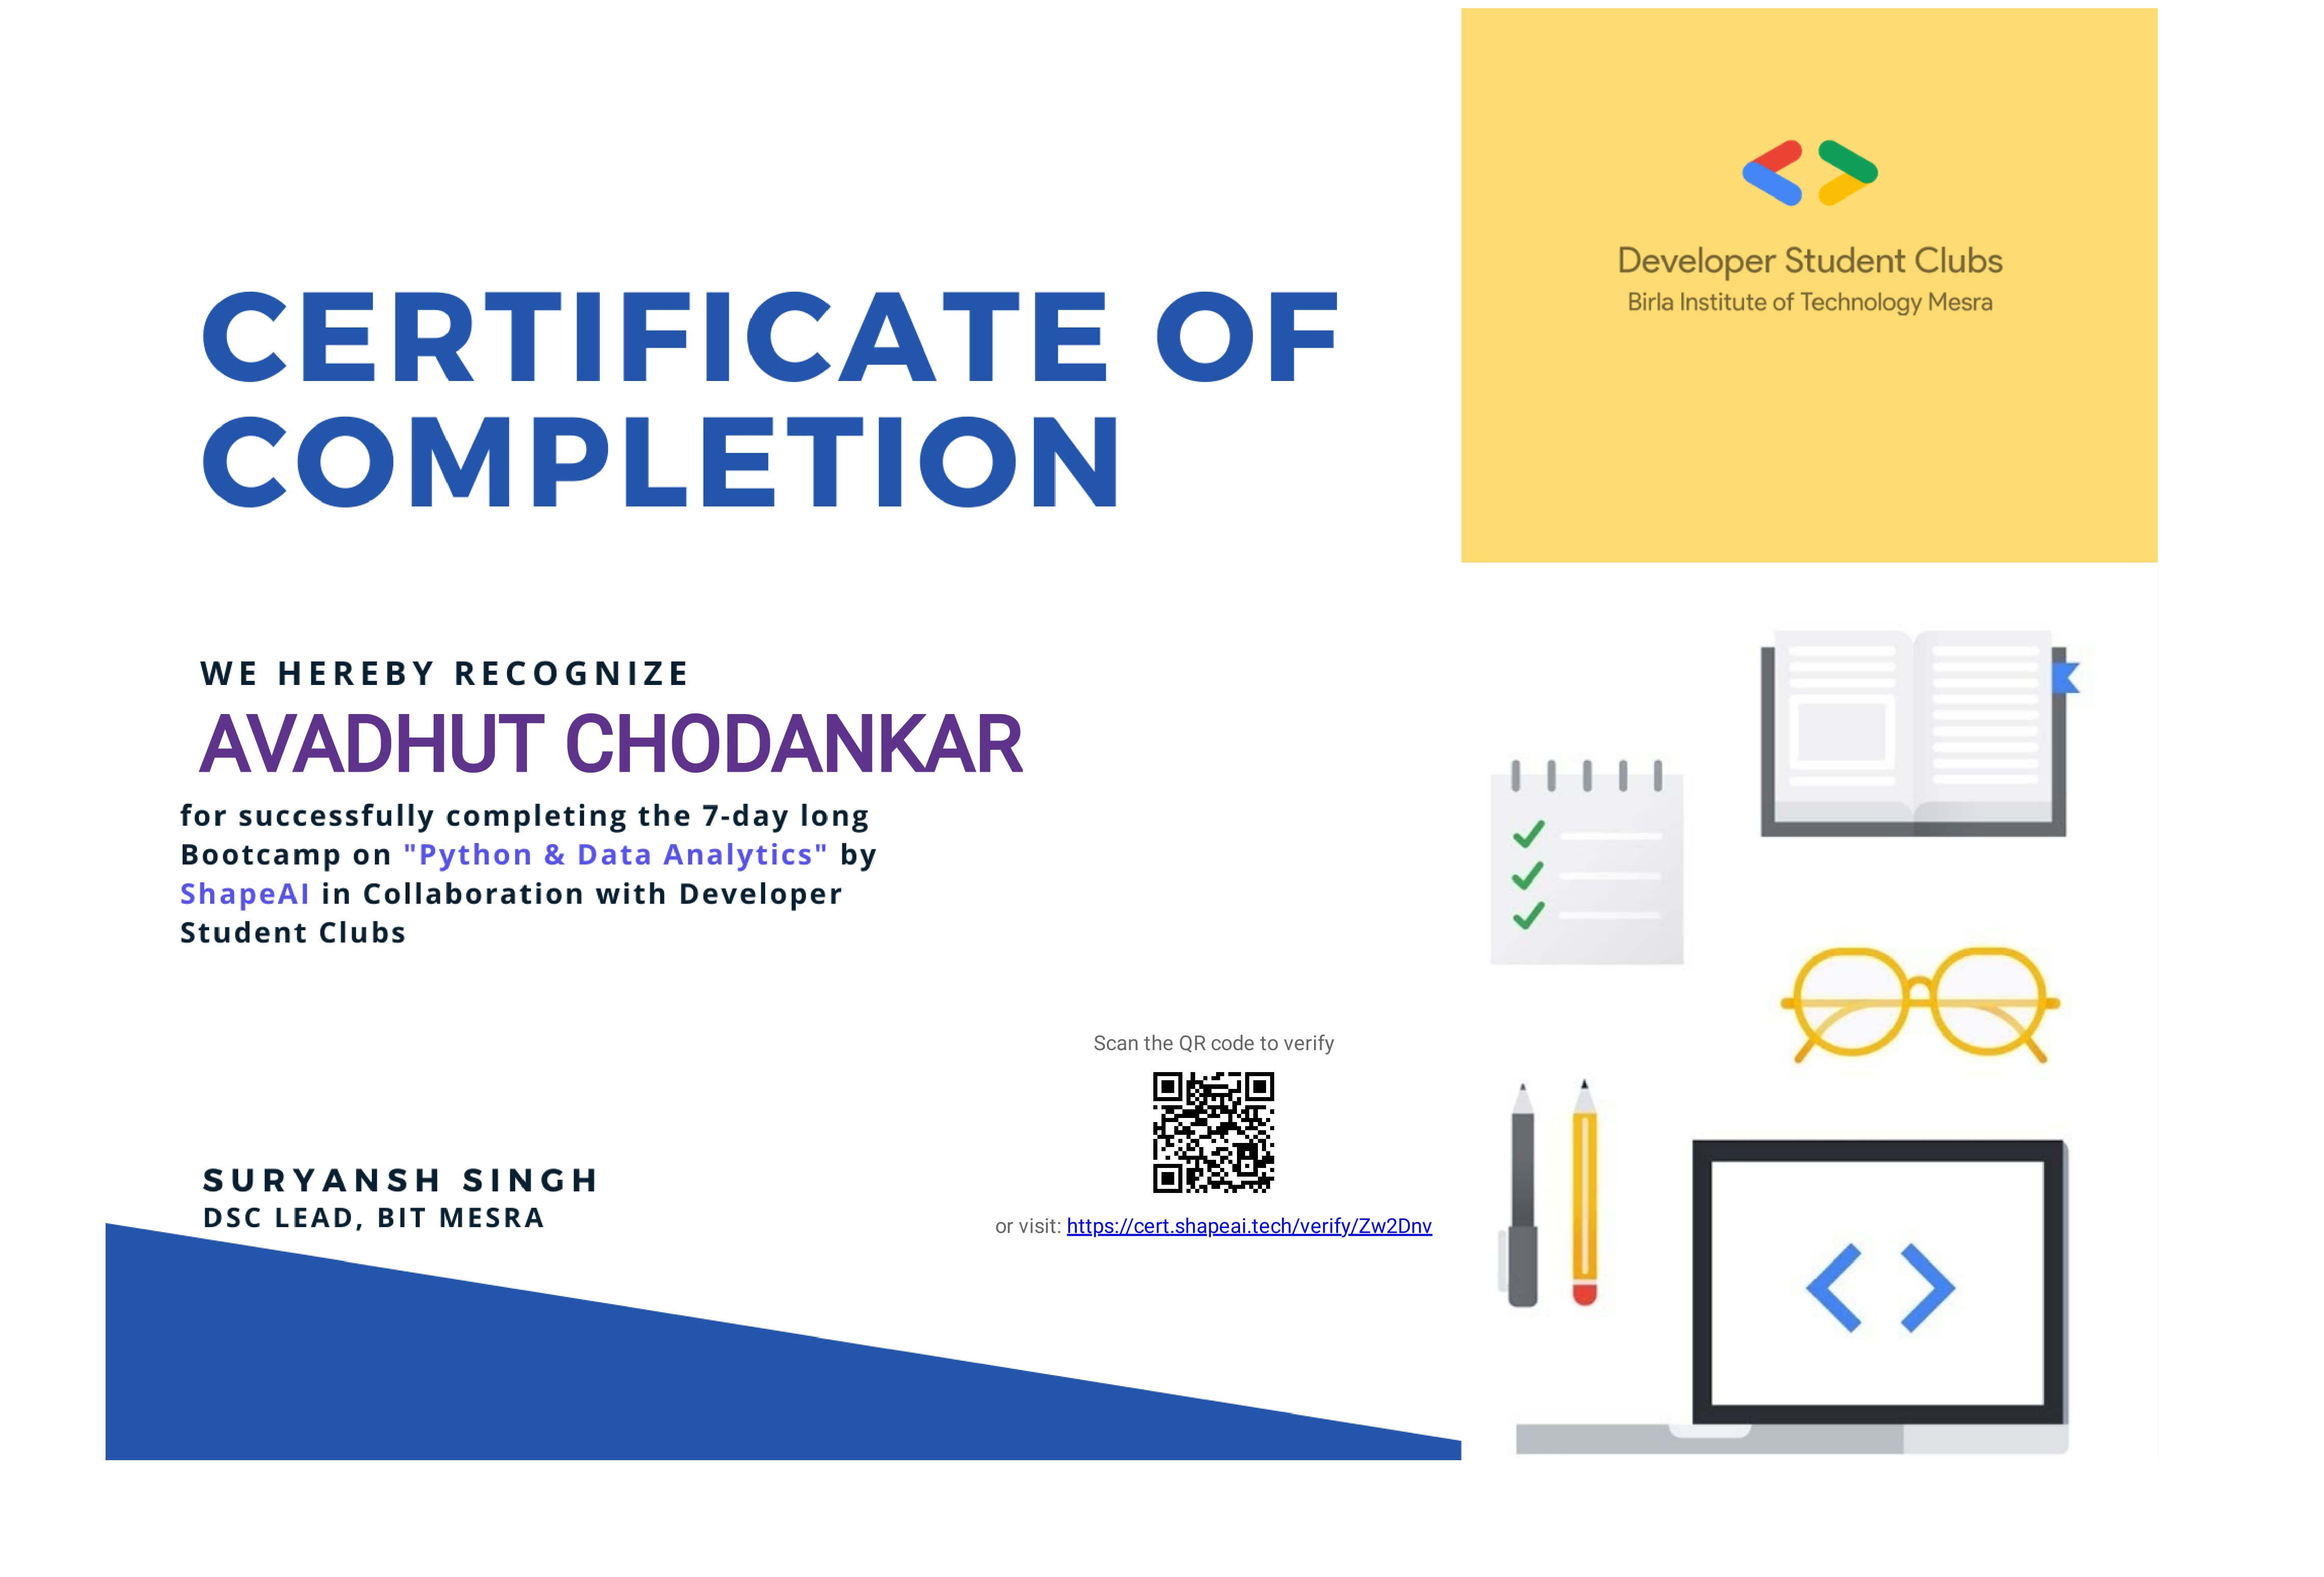 CERTIFICATE OF
COMPLETION
Developer Student Clubs
Birla Institute of Technology Mesra
WE HEREBY RECOGNIZE
AVADHUT CHODANKAR
for successfully completing the 7-day long
Bootcamp on "Python & Data Analytics" by
ShapeAI in Collaboration with Developer
Student Clubs
Scan the QR code to verify
or visit: https://cert.shapeai.tech/verify/Zw2Dnv
SURYANSH SINGH
DSC LEAD, BIT MESRA